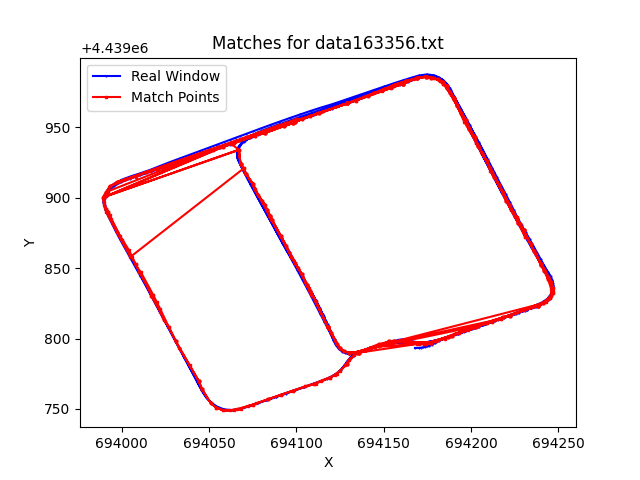 Matches for data163356.txt
+4.439e6
Real Window
Match Points
950
900
850
800
750
Y
694000 694050 694100 694150 694200 694250
X